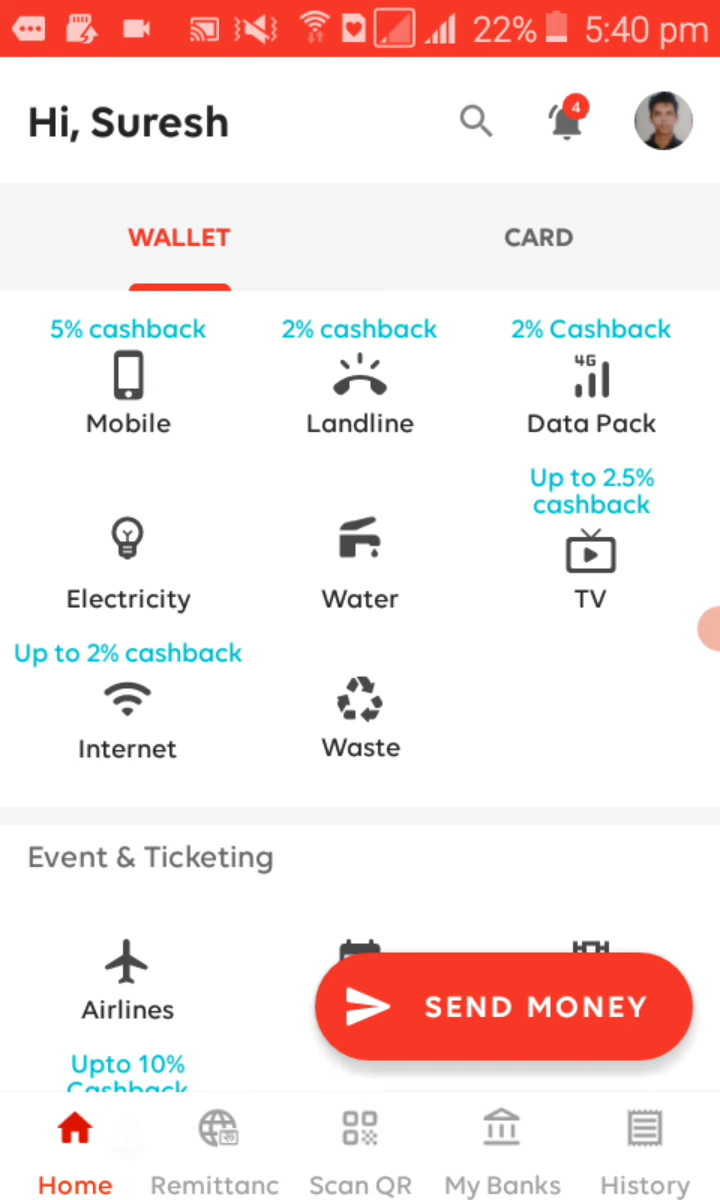 22% 5:40 pm
Hi, Suresh
4
WALLET CARD
5% cashback 2% cashback 2% Cashback
4G
Mobile Landline Data Pack
Up to 2.5%
cashback
Electricity Water TV
Up to 2% cashback
Internet Waste
Event & Ticketing
Airlines
SEND MONEY
Upto 10%
Cashback
Home Remittanc Scan QR My Banks History